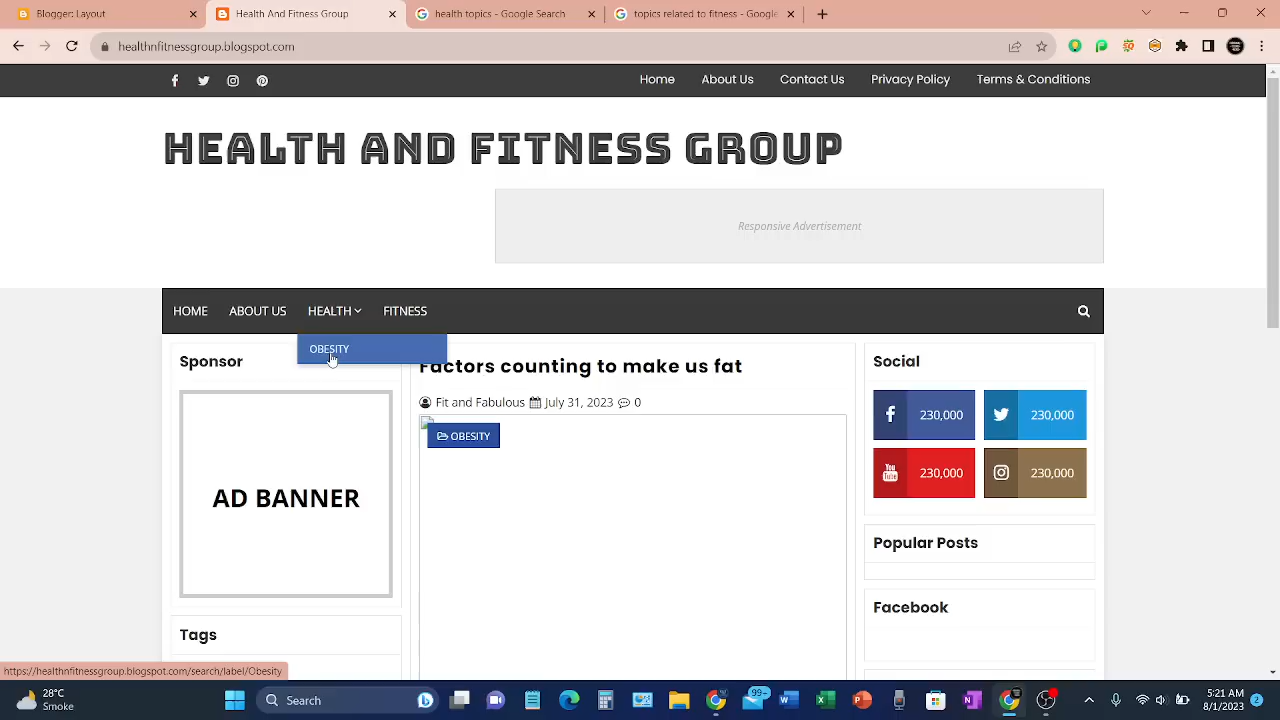 Blogger: Layout
Health And Fitness Group
health topics - Google Search
topics related to fitness - Google
healthnfitnessgroup.blogspot.com
Home About Us Contact Us Privacy Policy Terms & Conditions
HEALTH AND FITNESS GROUP
Responsive Advertisement
HOME ABOUT US HEALTH FITNESS
OBESITY
Sponsor
AD BANNER
Tags
Factors counting to make us fat
Fit and Fabulous July 31, 2023 0
OBESITY
Social
230,000 230,000
You Tube 230,000 230,000
Popular Posts
Facebook
https://healthnfitnessgroup.blogspot.com/search/label/Obesity
28°C
Smoke
Search
99+
5:21 AM
8/1/2023
2